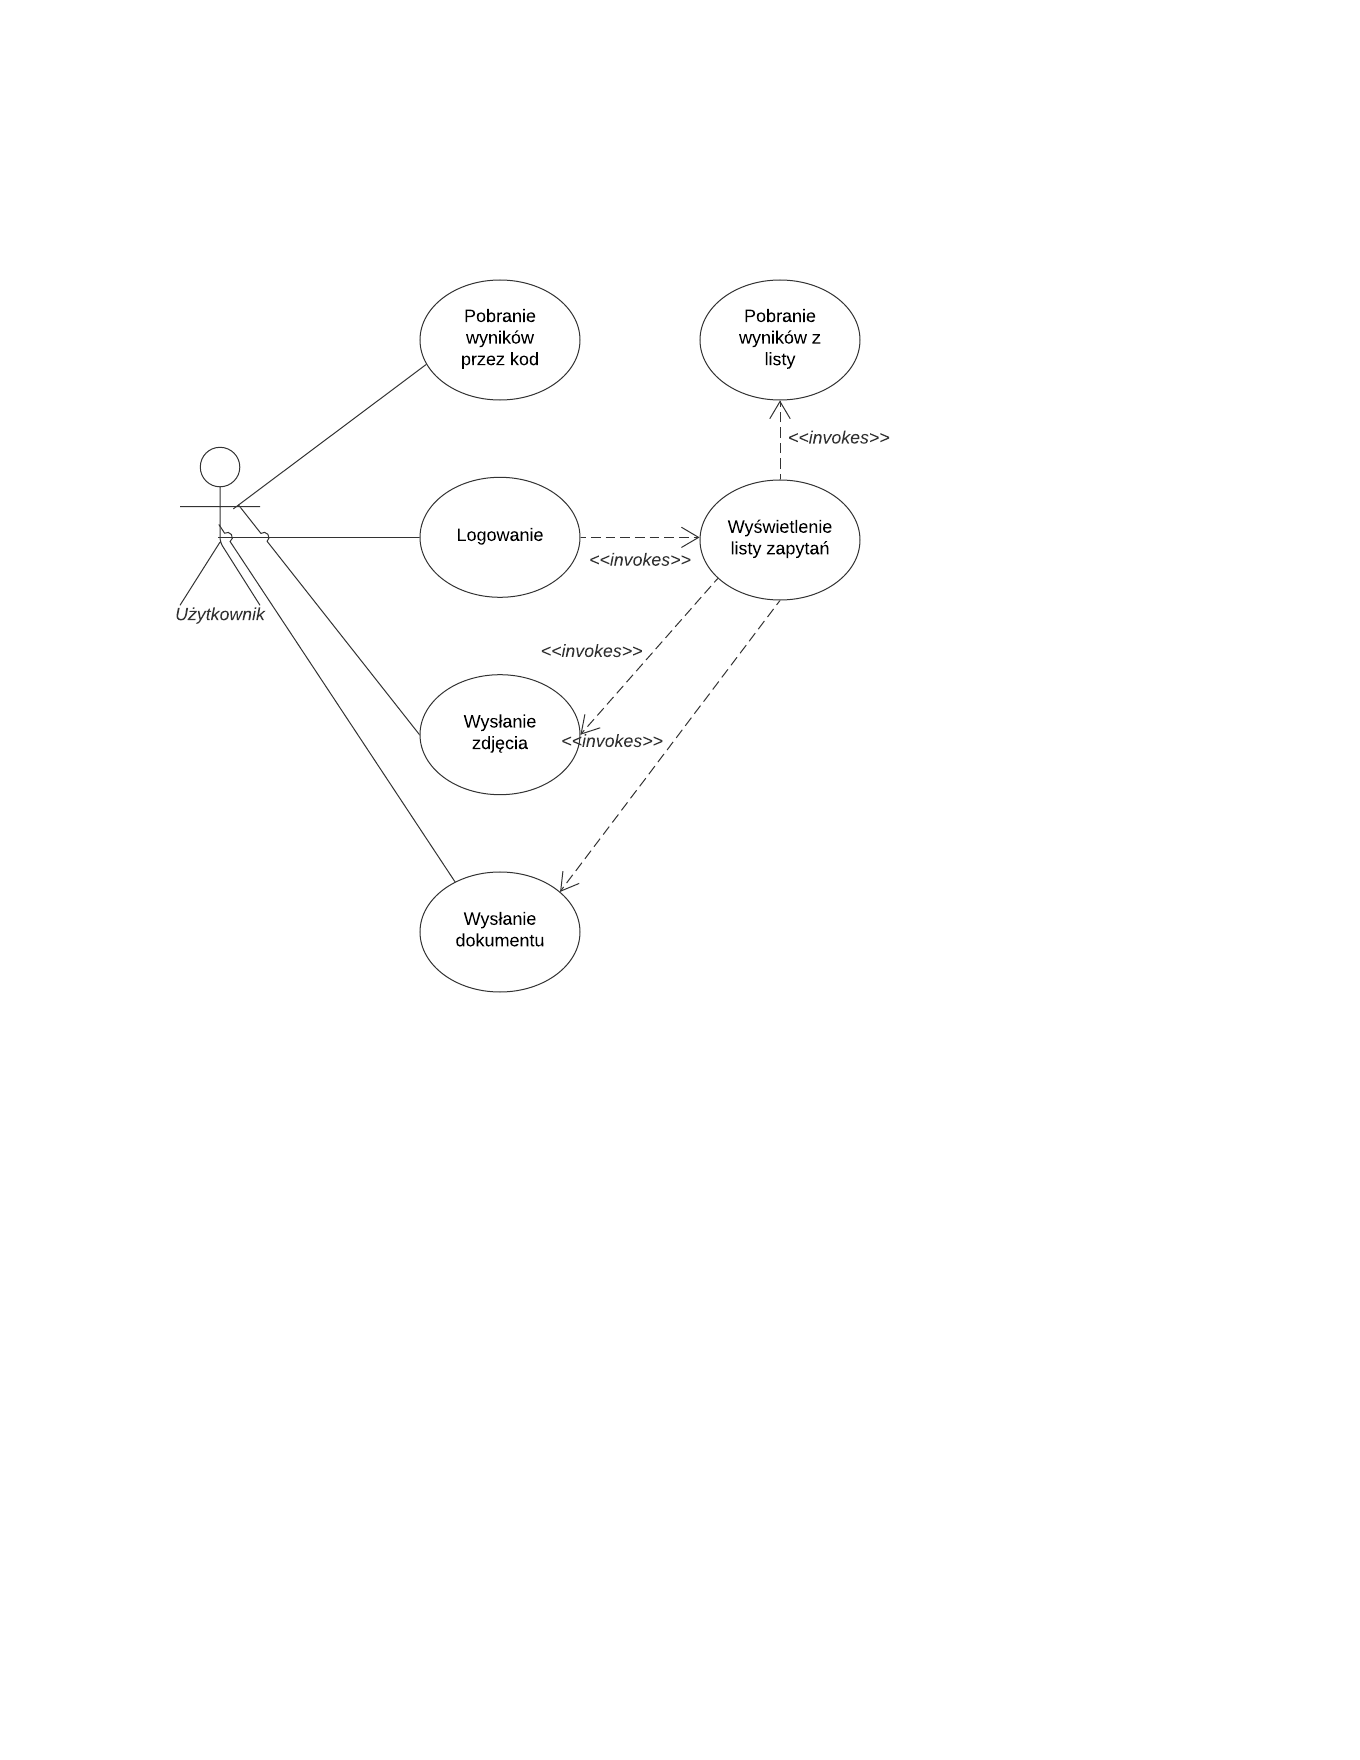 Pobranie
wyników
przez kod
Pobranie
wyników z
listy
<<invokes>>
Logowanie
<<invokes>>
Wyświetlenie
listy zapytań
Użytkownik
<<invokes>>
Wysłanie
zdjęcia
<<invokes>>
Wysłanie
dokumentu